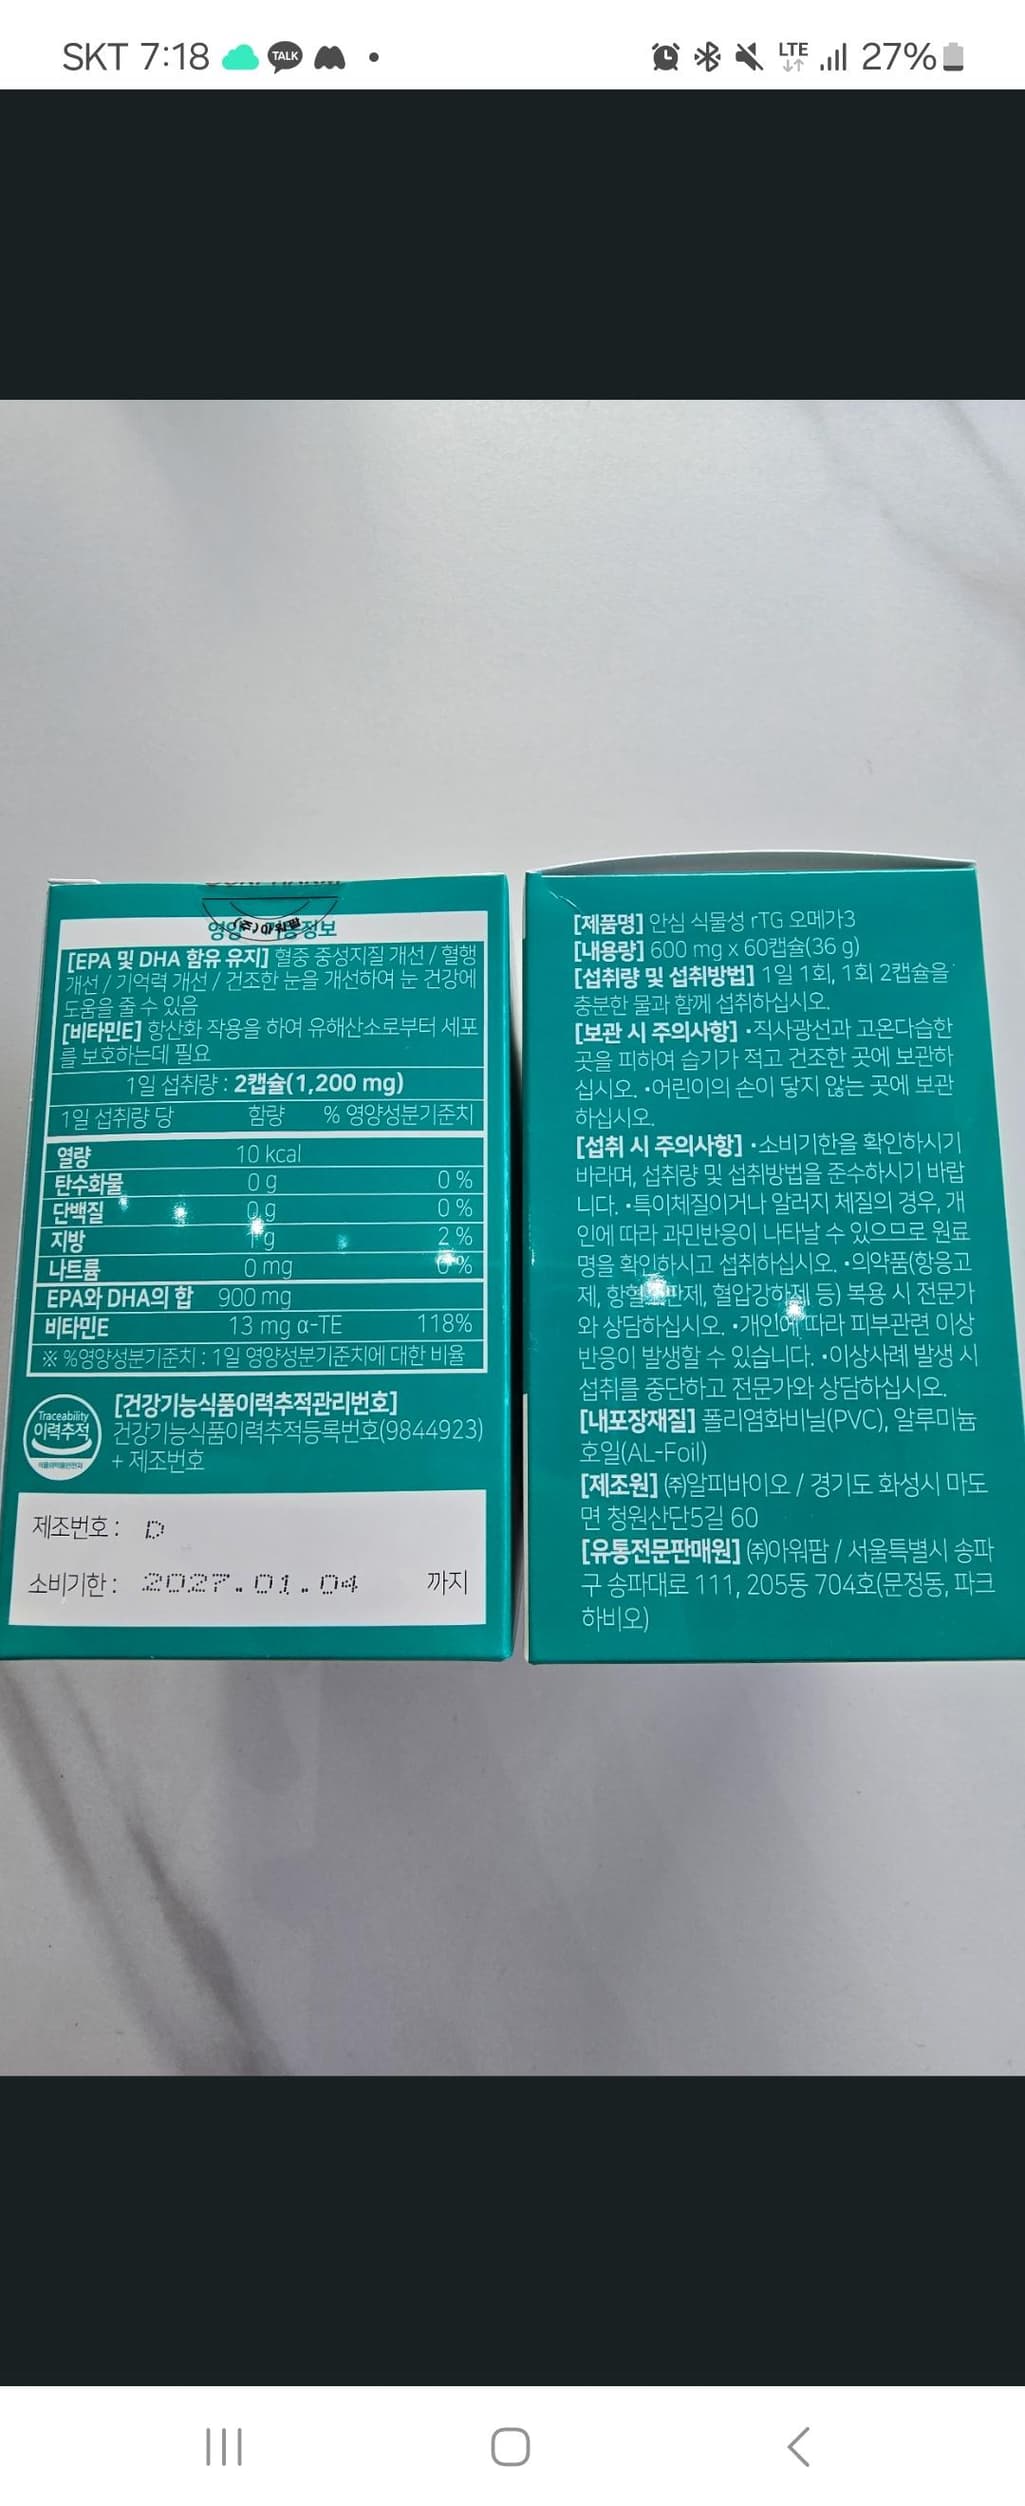 SKT 7:18
TALK
LTE
27%
(주)아워팜
정보
[EPA 및 DHA 함유 유지] 혈중 중성지질 개선 / 혈행
개선 / 기억력 개선 / 건조한 눈을 개선하여 눈 건강에
도움을 줄 수 있음
[비타민E] 항산화 작용을 하여 유해산소로부터 세포
를 보호하는데 필요
1일 섭취량 : 2캡슐(1,200 mg)
1일 섭취량 당 함량 % 영양성분기준치
열량 10 kcal
탄수화물 0 g 0 %
단백질 0 g 0 %
지방 1 g 2 %
나트륨 0 mg 0 %
EPA와 DHA의 합 900 mg
비타민E 13 mg α-TE 118%
※ %영양성분기준치 : 1일 영양성분기준치에 대한 비율
Traceability
이력추적
[건강기능식품이력추적관리번호]
건강기능식품이력추적등록번호(9844923)
+ 제조번호
제조번호 : D
소비기한 : 2027.01.04 까지
[제품명] 안심 식물성 rTG 오메가3
[내용량] 600 mg x 60캡슐(36 g)
[섭취량 및 섭취방법] 1일 1회, 1회 2캡슐을
충분한 물과 함께 섭취하십시오.
[보관 시 주의사항] •직사광선과 고온다습한
곳을 피하여 습기가 적고 건조한 곳에 보관하
십시오. •어린이의 손이 닿지 않는 곳에 보관
하십시오.
[섭취 시 주의사항] •소비기한을 확인하시기
바라며, 섭취량 및 섭취방법을 준수하시기 바랍
니다. •특이체질이거나 알러지 체질의 경우, 개
인에 따라 과민반응이 나타날 수 있으므로 원료
명을 확인하시고 섭취하십시오. •의약품(항응고
제, 혈압강하제 등) 복용 시 전문가
와 상담하십시오. •개인에 따라 피부관련 이상
반응이 발생할 수 있습니다. •이상사례 발생 시
섭취를 중단하고 전문가와 상담하십시오.
[내포장재질] 폴리염화비닐(PVC), 알루미늄
호일(AL-Foil)
[제조원] ㈜알피바이오 / 경기도 화성시 마도
면 청원산단5길 60
[유통전문판매원] ㈜아워팜 / 서울특별시 송파
구 송파대로 111, 205동 704호(문정동, 파크
하비오)